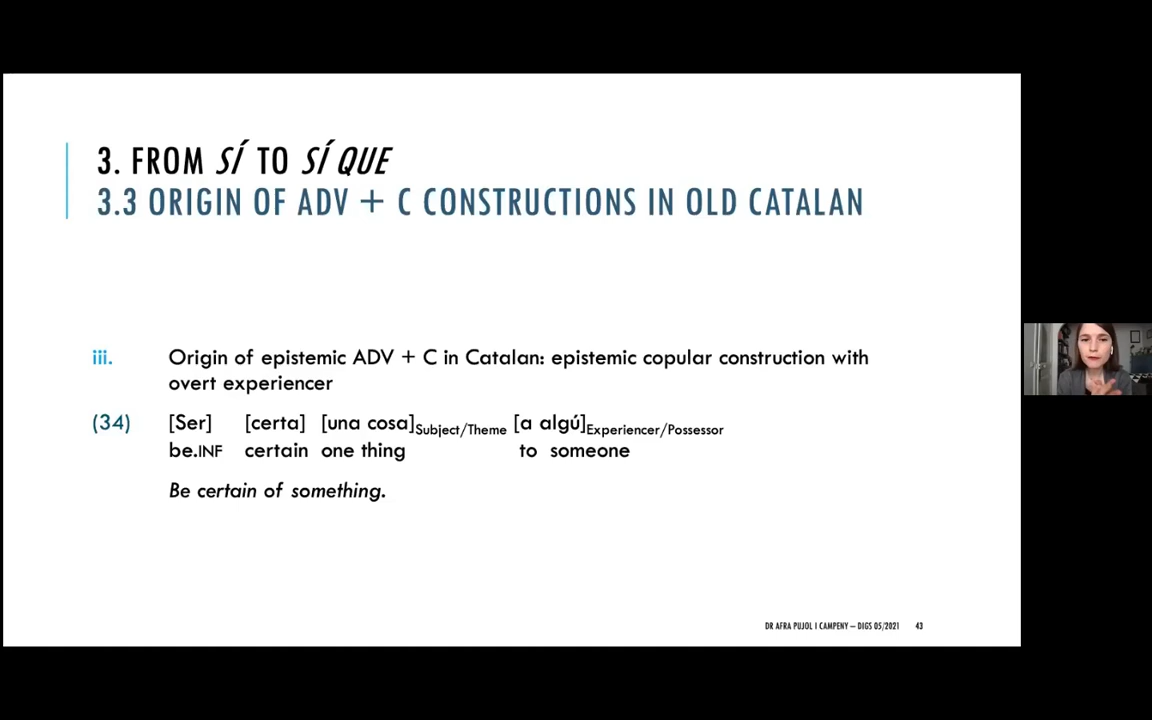 3. FROM SÍ TO SÍ QUE
3.3 ORIGIN OF ADV + C CONSTRUCTIONS IN OLD CATALAN
iii. Origin of epistemic ADV + C in Catalan: epistemic copular construction with
overt experiencer
(34) [Ser] [certa] [una cosa]Subject/Theme [a algú]Experiencer/Possessor
be.INF certain one thing to someone
Be certain of something.
DR AFRA PUJOL I CAMPENY – DIGS 05/2021 43